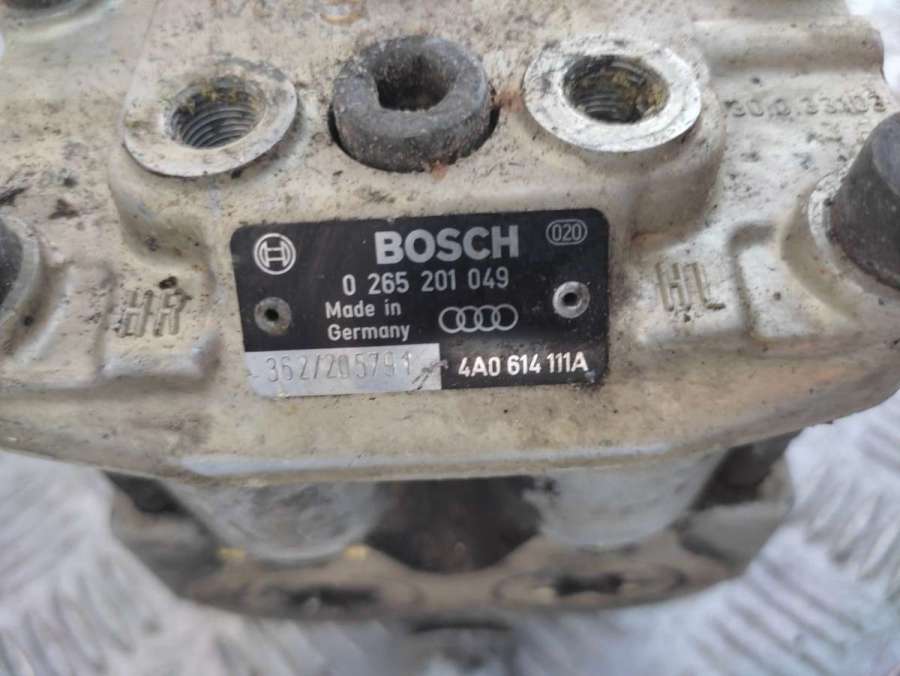 HR
HL
BOSCH
020
0 265 201 049
Made in
Germany
362/205791
4A0 614 111A